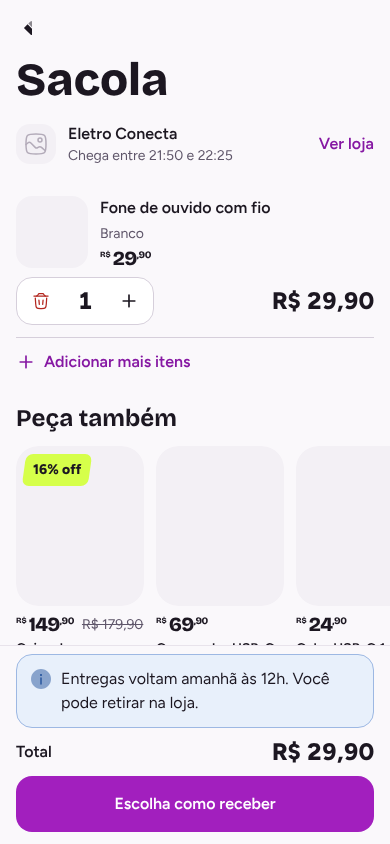 Sacola
Eletro Conecta
Chega entre 21:50 e 22:25
Ver loja
Fone de ouvido com fio
Branco
R$ 29,90
1
R$ 29,90
Adicionar mais itens
Peça também
16% off
R$ 149,90 R$ 179,90
R$ 69,90
R$ 24,90
Entregas voltam amanhã às 12h. Você
pode retirar na loja.
Total
R$ 29,90
Escolha como receber